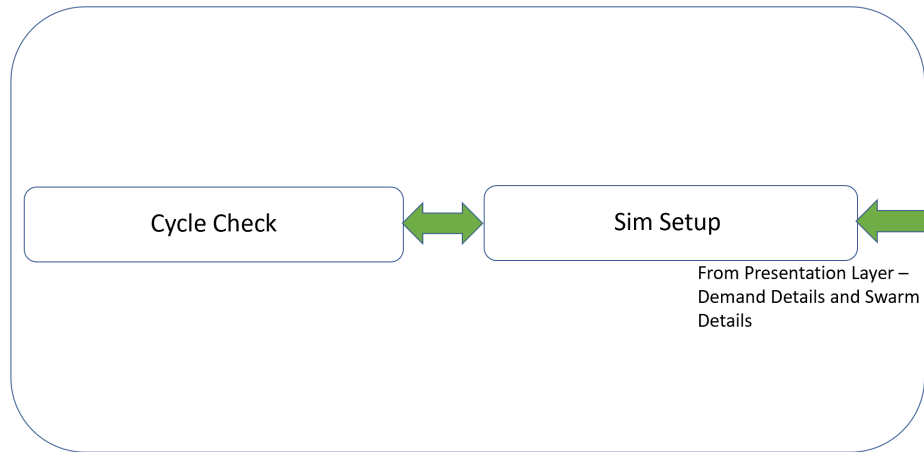 Cycle Check
Sim Setup
From Presentation Layer –
Demand Details and Swarm
Details